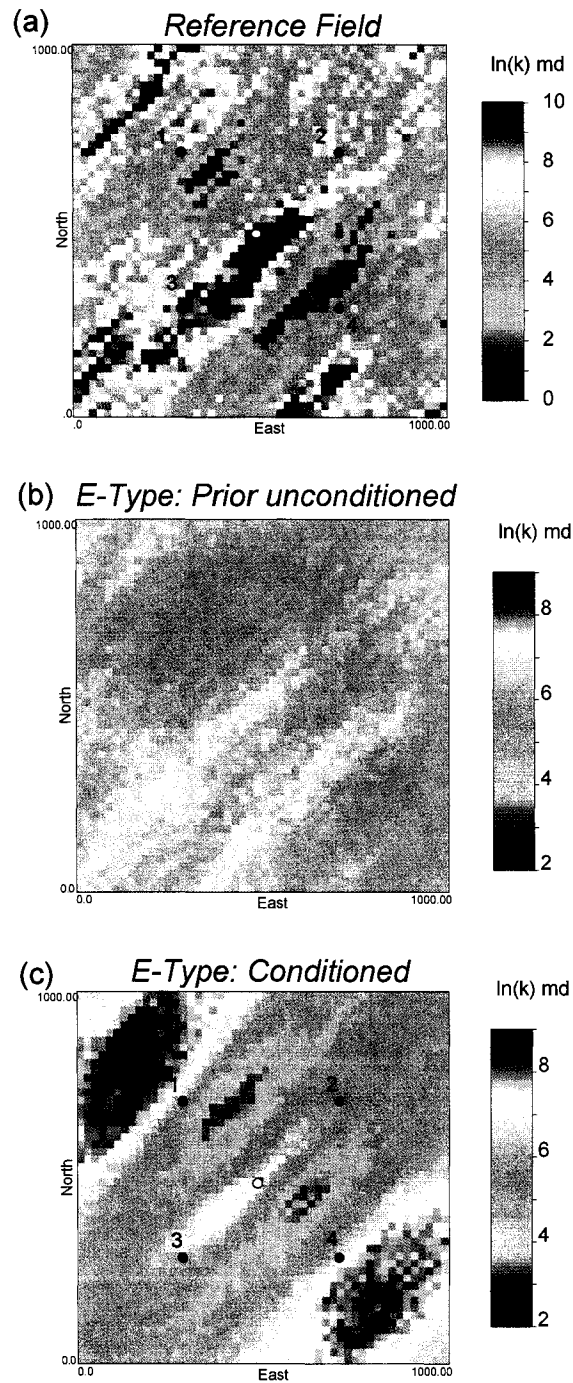 (a) Reference Field
1000.00
ln(k) md
10
8
6
4
2
0
1
2
3
4
North
.0
.0
East
1000.00
(b) E-Type: Prior unconditioned
1000.00
ln(k) md
8
6
4
2
North
0.0
0.0
East
1000.00
(c) E-Type: Conditioned
1000.00
ln(k) md
8
6
4
2
1
2
3
4
North
0.0
0.0
East
1000.00